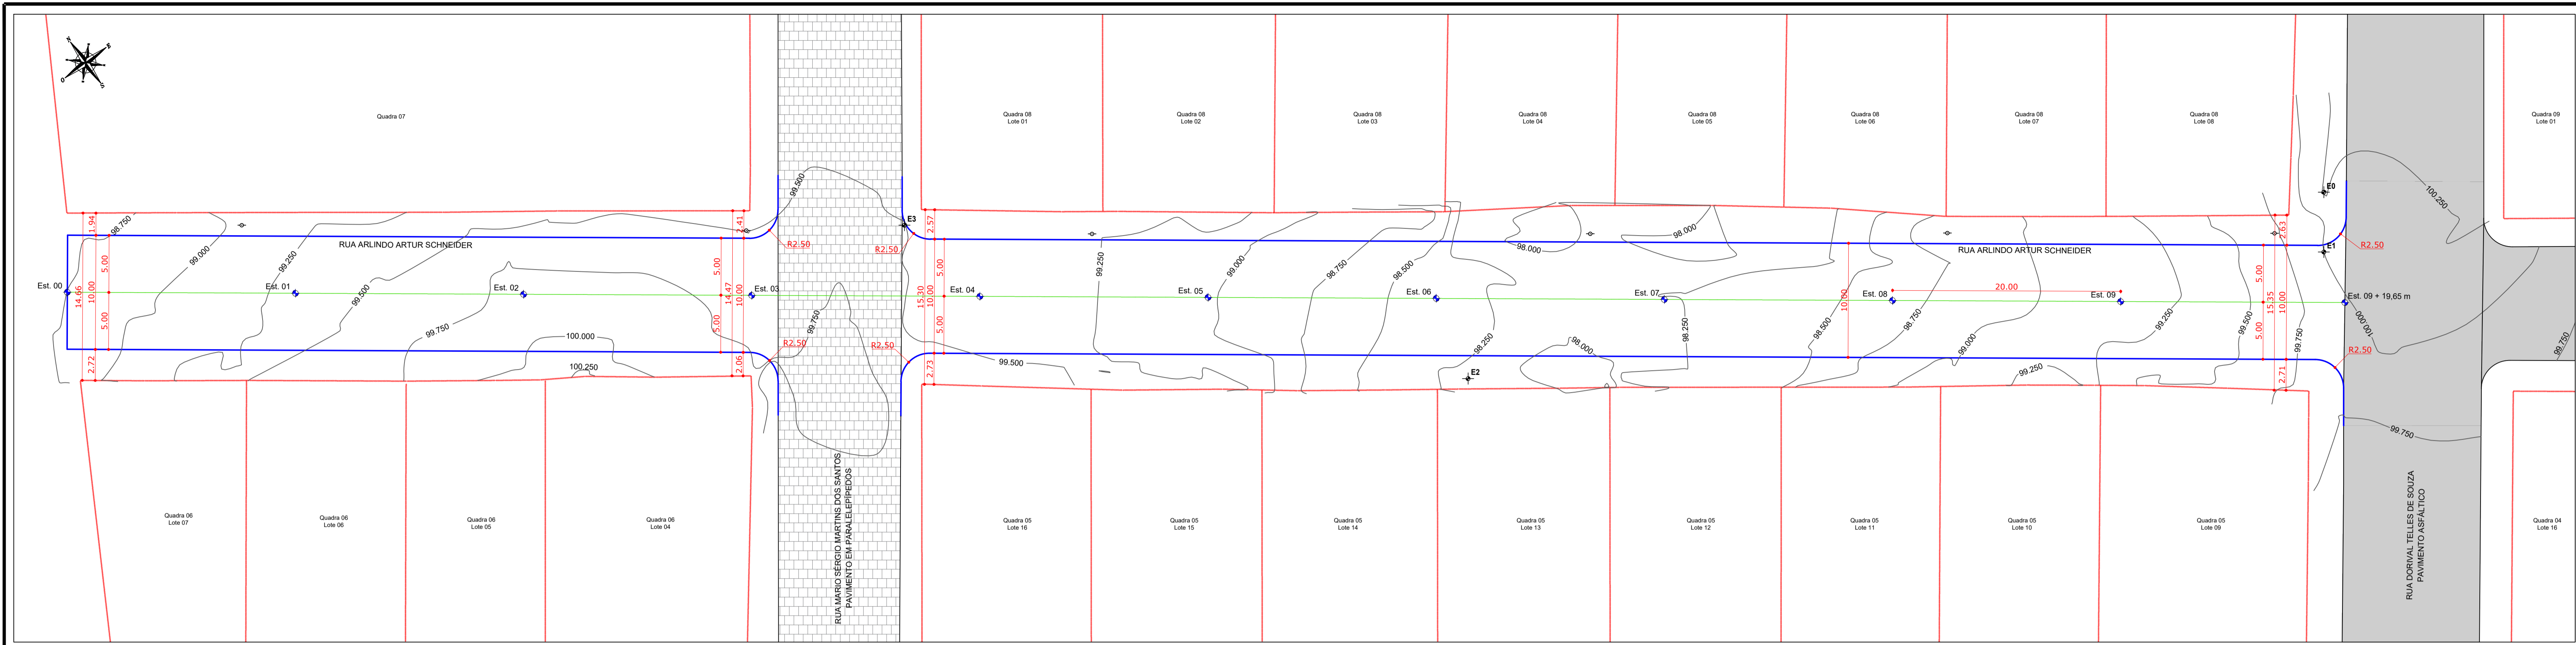 N
E
O
S
Quadra 07
Quadra 08
Lote 01
Quadra 08
Lote 02
Quadra 08
Lote 03
Quadra 08
Lote 04
Quadra 08
Lote 05
Quadra 08
Lote 06
Quadra 08
Lote 07
Quadra 08
Lote 08
Quadra 09
Lote 01
98.750
99.000
99.250
99.500
99.750
100.000
100.250
99.500
99.750
99.500
99.250
99.000
98.750
98.500
98.250
98.000
98.000
98.000
98.250
98.500
98.750
99.000
99.250
99.250
99.500
99.750
100.000
100.250
99.750
99.750
RUA ARLINDO ARTUR SCHNEIDER
RUA ARLINDO ARTUR SCHNEIDER
E3
E0
E1
E2
1.94
5.00
14.66
10.00
5.00
2.72
2.41
5.00
14.47
10.00
5.00
2.06
2.57
5.00
15.30
10.00
5.00
2.73
10.00
20.00
2.63
5.00
15.35
10.00
5.00
2.71
R2.50
R2.50
R2.50
R2.50
R2.50
R2.50
Est. 00
Est. 01
Est. 02
Est. 03
Est. 04
Est. 05
Est. 06
Est. 07
Est. 08
Est. 09
Est. 09 + 19,65 m
RUA MARIO SÉRGIO MARTINS DOS SANTOS
PAVIMENTO EM PARALELEPÍPEDOS
RUA DORIVAL TELLES DE SOUZA
PAVIMENTO ASFÁLTICO
Quadra 06
Lote 07
Quadra 06
Lote 06
Quadra 06
Lote 05
Quadra 06
Lote 04
Quadra 05
Lote 16
Quadra 05
Lote 15
Quadra 05
Lote 14
Quadra 05
Lote 13
Quadra 05
Lote 12
Quadra 05
Lote 11
Quadra 05
Lote 10
Quadra 05
Lote 09
Quadra 04
Lote 16